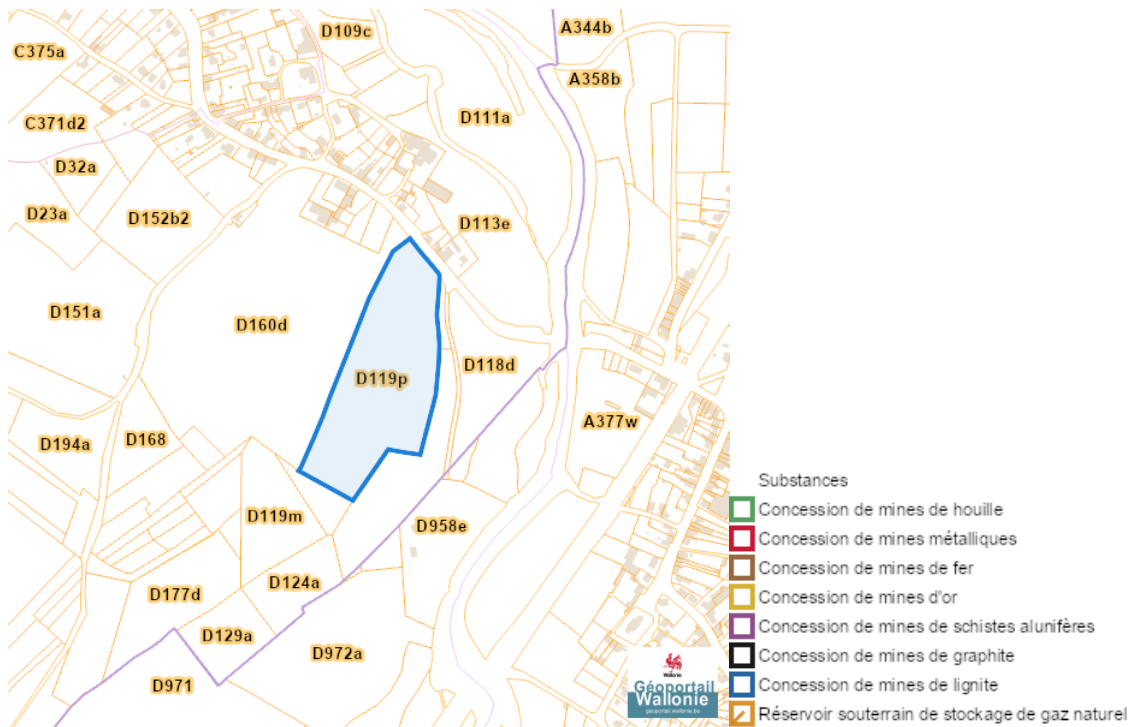 D109c
A344b
C375a
A358b
C371d2
D111a
D32a
D23a
D152b2
D113e
D151a
D160d
D118d
D119p
A377w
D194a
D168
D119m
D958e
D124a
D177d
D129a
D972a
D971
Wallonie
Géoportail
Wallonie
geoportail.wallonie.be
Substances
Concession de mines de houille
Concession de mines métalliques
Concession de mines de fer
Concession de mines d'or
Concession de mines de schistes alunifères
Concession de mines de graphite
Concession de mines de lignite
Réservoir souterrain de stockage de gaz naturel